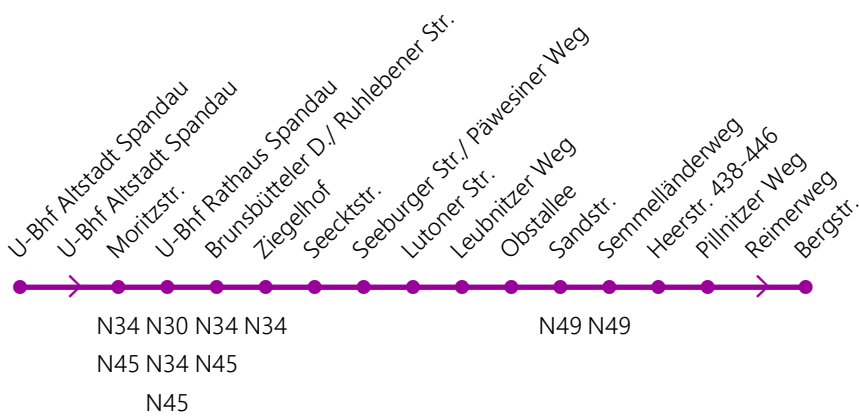 U-Bhf Altstadt Spandau
U-Bhf Altstadt Spandau
Moritzstr.
U-Bhf Rathaus Spandau
Brunsbütteler D./ Ruhlebener Str.
Ziegelhof
Seecktstr.
Seeburger Str./ Päwesiner Weg
Lutoner Str.
Leubnitzer Weg
Obstallee
Sandstr.
Semmelländerweg
Heerstr. 438-446
Pillnitzer Weg
Reimerweg
Bergstr.
N34 N30 N34 N34 N49 N49
N45 N34 N45
N45